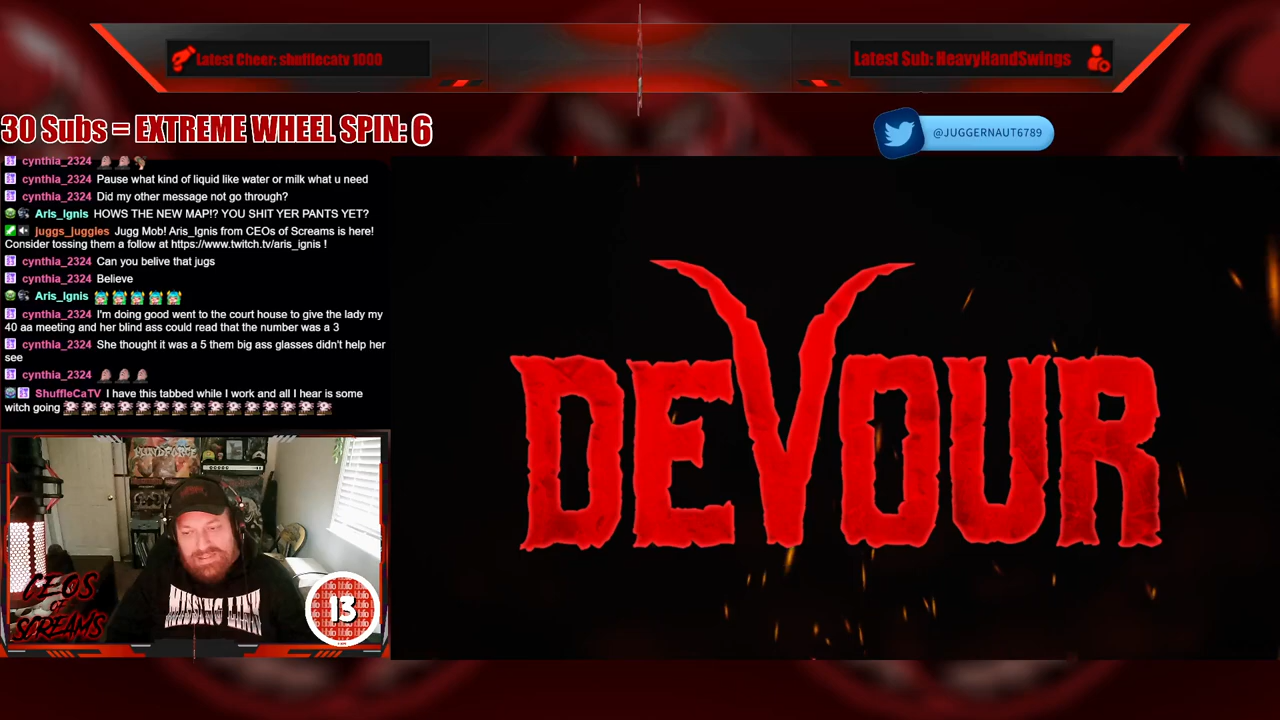 Latest Cheer: shufflecatv 1000
Latest Sub: HeavyHandSwings
30 Subs = EXTREME WHEEL SPIN: 6
@JUGGERNAUT6789
cynthia_2324
cynthia_2324 Pause what kind of liquid like water or milk what u need
cynthia_2324 Did my other message not go through?
Aris_Ignis HOWS THE NEW MAP!? YOU SHIT YER PANTS YET?
juggs_juggles Jugg Mob! Aris_Ignis from CEOs of Screams is here!
Consider tossing them a follow at https://www.twitch.tv/aris_ignis !
cynthia_2324 Can you belive that jugs
cynthia_2324 Believe
Aris_Ignis
cynthia_2324 I'm doing good went to the court house to give the lady my
40 aa meeting and her blind ass could read that the number was a 3
cynthia_2324 She thought it was a 5 them big ass glasses didn't help her
see
cynthia_2324
ShuffleCaTV I have this tabbed while I work and all I hear is some
witch going
DEVOUR
MINDFORCE
MISSING LINK
CEOS
OF
SCREAMS
13